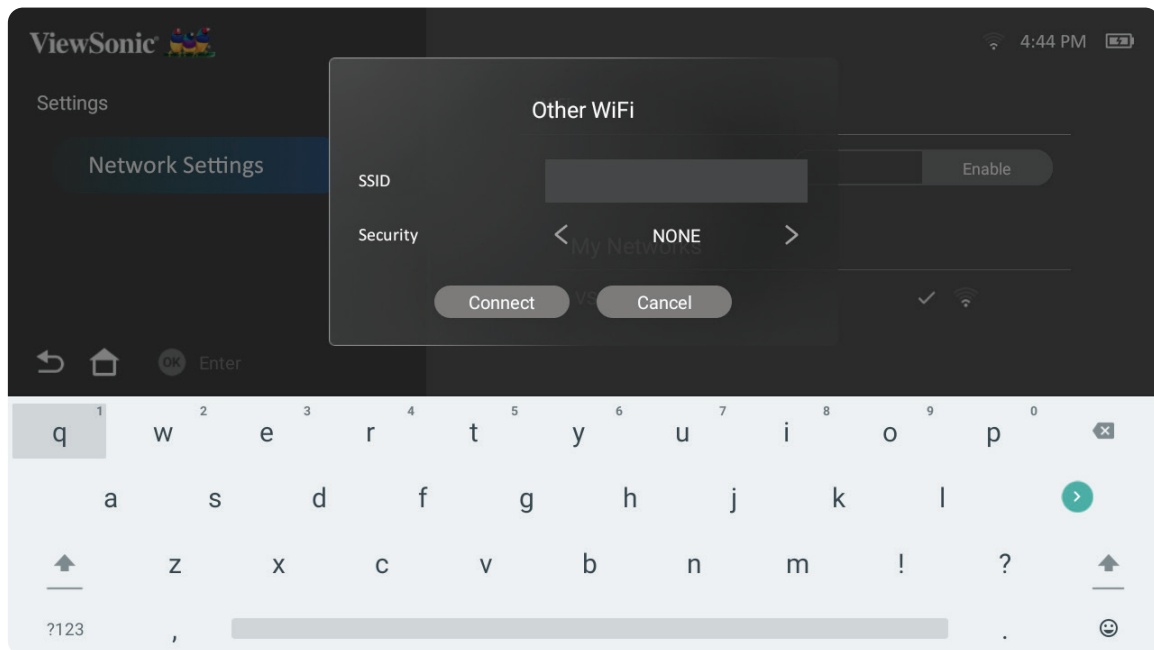 ViewSonic
4:44 PM
Settings
Other WiFi
Network Settings
Enable
SSID
Security
NONE
My Networks
VS
Connect
Cancel
OK Enter
q 1 w 2 e 3 r 4 t 5 y 6 u 7 i 8 o 9 p 0
a s d f g h j k l
z x c v b n m ! ?
?123 , .